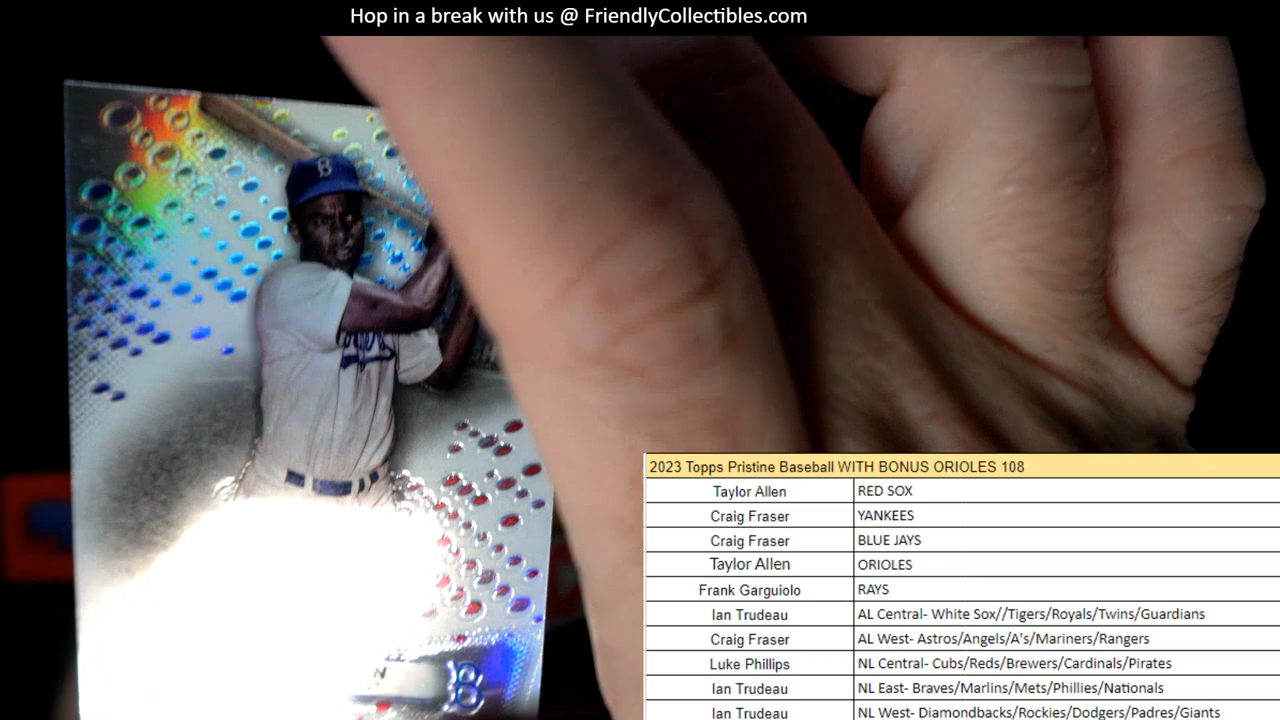 Hop in a break with us @ FriendlyCollectibles.com
B
B
2023 Topps Pristine Baseball WITH BONUS ORIOLES 108
Taylor Allen RED SOX
Craig Fraser YANKEES
Craig Fraser BLUE JAYS
Taylor Allen ORIOLES
Frank Garguiolo RAYS
Ian Trudeau AL Central- White Sox//Tigers/Royals/Twins/Guardians
Craig Fraser AL West- Astros/Angels/A's/Mariners/Rangers
Luke Phillips NL Central- Cubs/Reds/Brewers/Cardinals/Pirates
Ian Trudeau NL East- Braves/Marlins/Mets/Phillies/Nationals
Ian Trudeau NL West- Diamondbacks/Rockies/Dodgers/Padres/Giants